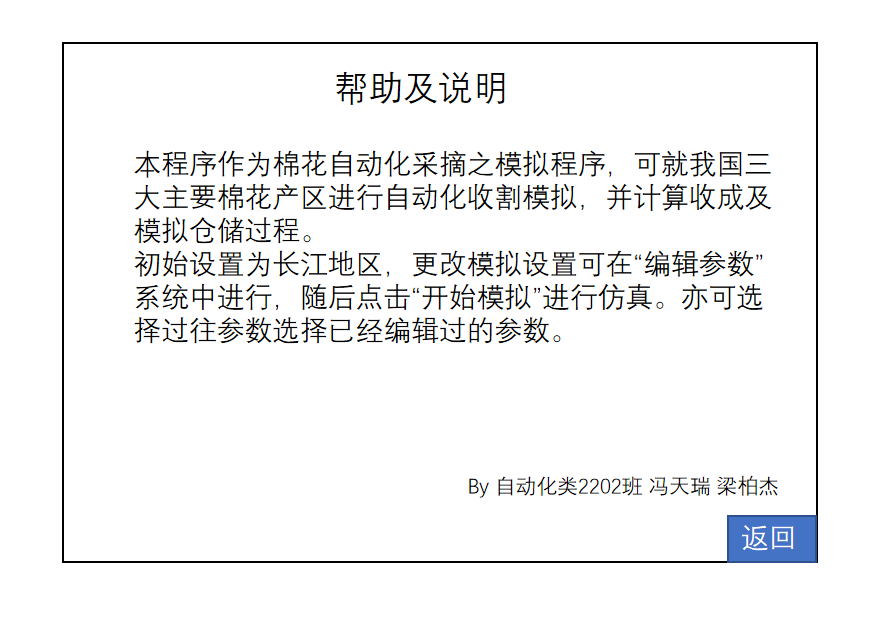 帮助及说明
本程序作为棉花自动化采摘之模拟程序，可就我国三
大主要棉花产区进行自动化收割模拟，并计算收成及
模拟仓储过程。
初始设置为长江地区，更改模拟设置可在“编辑参数”
系统中进行，随后点击“开始模拟”进行仿真。亦可选
择过往参数选择已经编辑过的参数。
By 自动化类2202班 冯天瑞 梁柏杰
返回